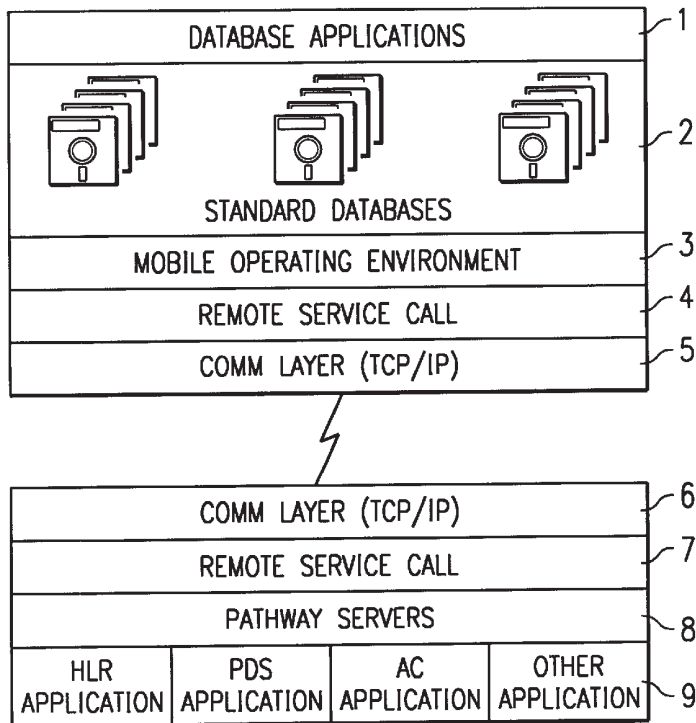 DATABASE APPLICATIONS
1
2
STANDARD DATABASES
MOBILE OPERATING ENVIRONMENT
3
REMOTE SERVICE CALL
4
COMM LAYER (TCP/IP)
5
COMM LAYER (TCP/IP)
6
REMOTE SERVICE CALL
7
PATHWAY SERVERS
8
HLR
APPLICATION
PDS
APPLICATION
AC
APPLICATION
OTHER
APPLICATION
9